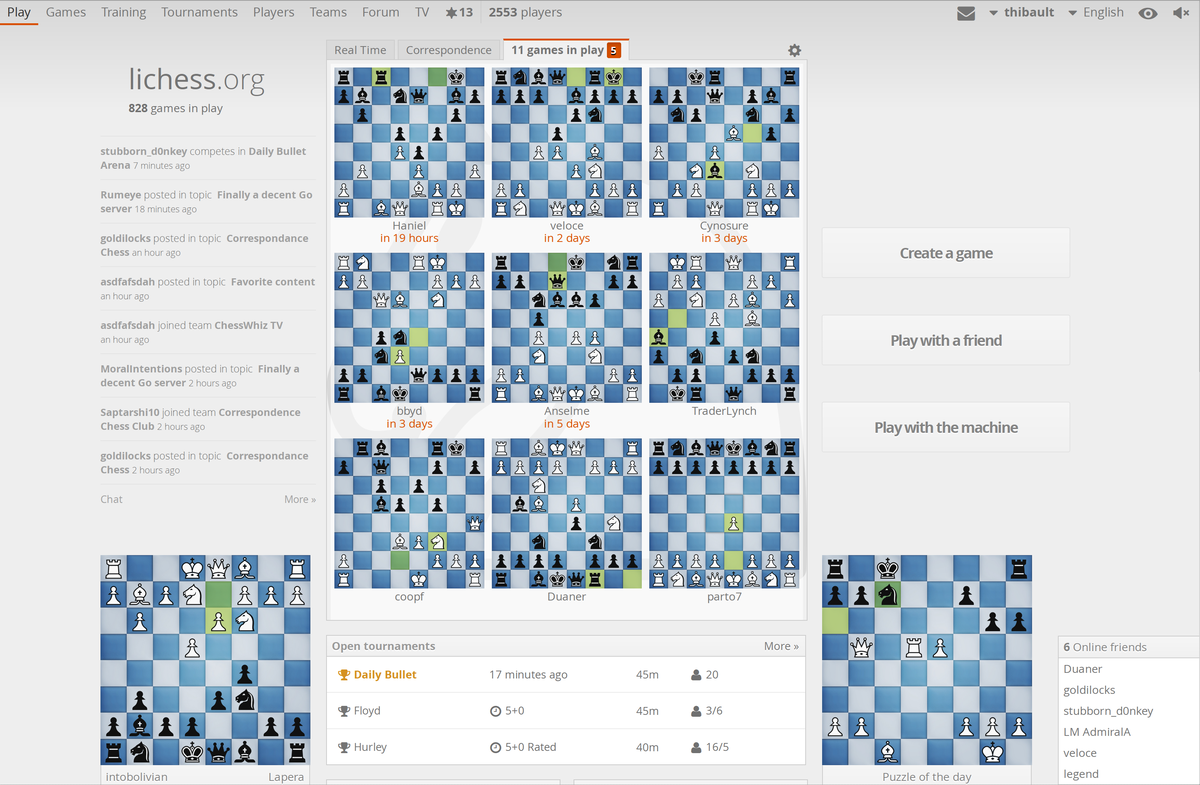 Play Games Training Tournaments Players Teams Forum TV 13 2553 players thibault English
Real Time Correspondence 11 games in play 5
lichess.org
828 games in play
stubborn_d0nkey competes in Daily Bullet
Arena 7 minutes ago
Rumeye posted in topic Finally a decent Go
server 18 minutes ago
goldilocks posted in topic Correspondance
Chess an hour ago
asdfafsdah posted in topic Favorite content
an hour ago
asdfafsdah joined team ChessWhiz TV
an hour ago
MoralIntentions posted in topic Finally a
decent Go server 2 hours ago
Saptarshi10 joined team Correspondence
Chess Club 2 hours ago
goldilocks posted in topic Correspondance
Chess 2 hours ago
Chat More »
Haniel veloce Cynosure
in 19 hours in 2 days in 3 days
bbyd Anselme TraderLynch
in 3 days in 5 days
coopf Duaner parto7
Create a game
Play with a friend
Play with the machine
Open tournaments More »
Daily Bullet 17 minutes ago 45m 20
Floyd 5+0 45m 3/6
Hurley 5+0 Rated 40m 16/5
intobolivian Lapera
Puzzle of the day
6 Online friends
Duaner
goldilocks
stubborn_d0nkey
LM AdmiralA
veloce
legend